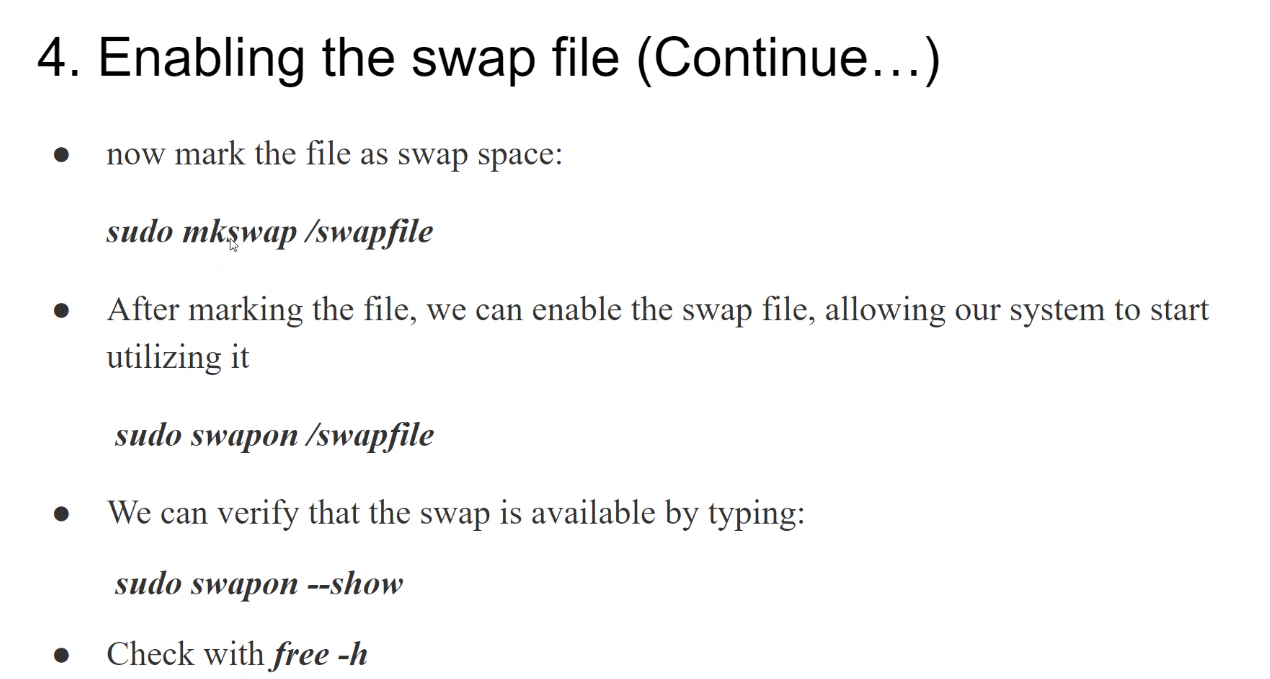 4. Enabling the swap file (Continue…)
● now mark the file as swap space:
sudo mkswap /swapfile
● After marking the file, we can enable the swap file, allowing our system to start
utilizing it
sudo swapon /swapfile
● We can verify that the swap is available by typing:
sudo swapon --show
● Check with free -h